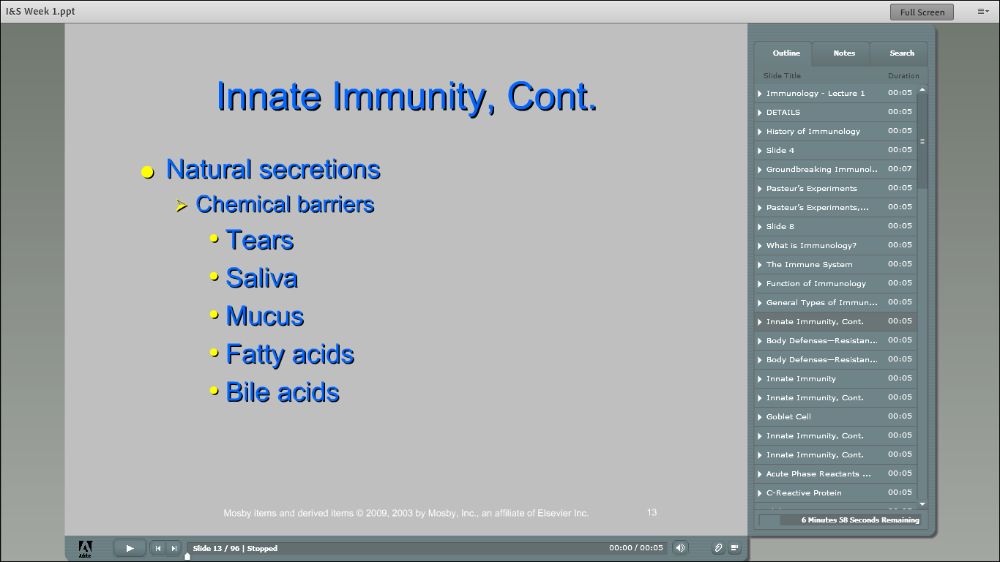 I&S Week 1.ppt
Full Screen
Innate Immunity, Cont.
Natural secretions
Chemical barriers
Tears
Saliva
Mucus
Fatty acids
Bile acids
Mosby items and derived items © 2009, 2003 by Mosby, Inc., an affiliate of Elsevier Inc. 13
Outline Notes Search
Slide Title Duration
Immunology - Lecture 1 00:05
DETAILS 00:05
History of Immunology 00:05
Slide 4 00:05
Groundbreaking Immunol.. 00:07
Pasteur’s Experiments 00:05
Pasteur’s Experiments,... 00:05
Slide 8 00:05
What is Immunology? 00:05
The Immune System 00:05
Function of Immunology 00:05
General Types of Immun... 00:05
Innate Immunity, Cont. 00:05
Body Defenses—Resistan... 00:05
Body Defenses—Resistan... 00:05
Innate Immunity 00:05
Innate Immunity, Cont. 00:05
Goblet Cell 00:05
Innate Immunity, Cont. 00:05
Innate Immunity, Cont. 00:05
Acute Phase Reactants ... 00:05
C-Reactive Protein 00:05
6 Minutes 58 Seconds Remaining
Adobe
Slide 13 / 96 | Stopped 00:00 / 00:05